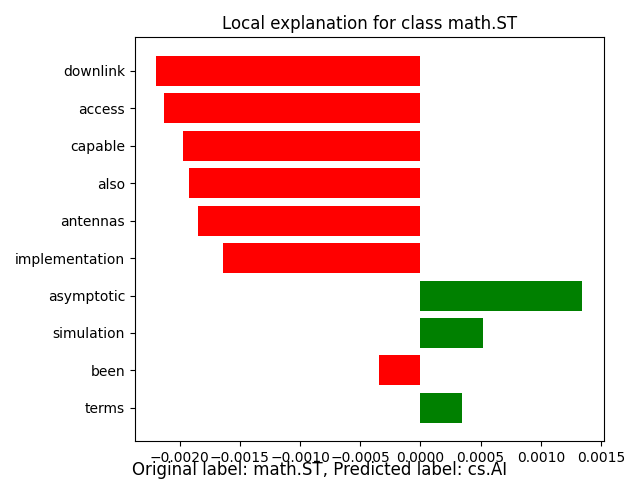 Local explanation for class math.ST
downlink
access
capable
also
antennas
implementation
asymptotic
simulation
been
terms
−0.0020 −0.0015 −0.0010 −0.0005 0.0000 0.0005 0.0010 0.0015
Original label: math.ST, Predicted label: cs.AI